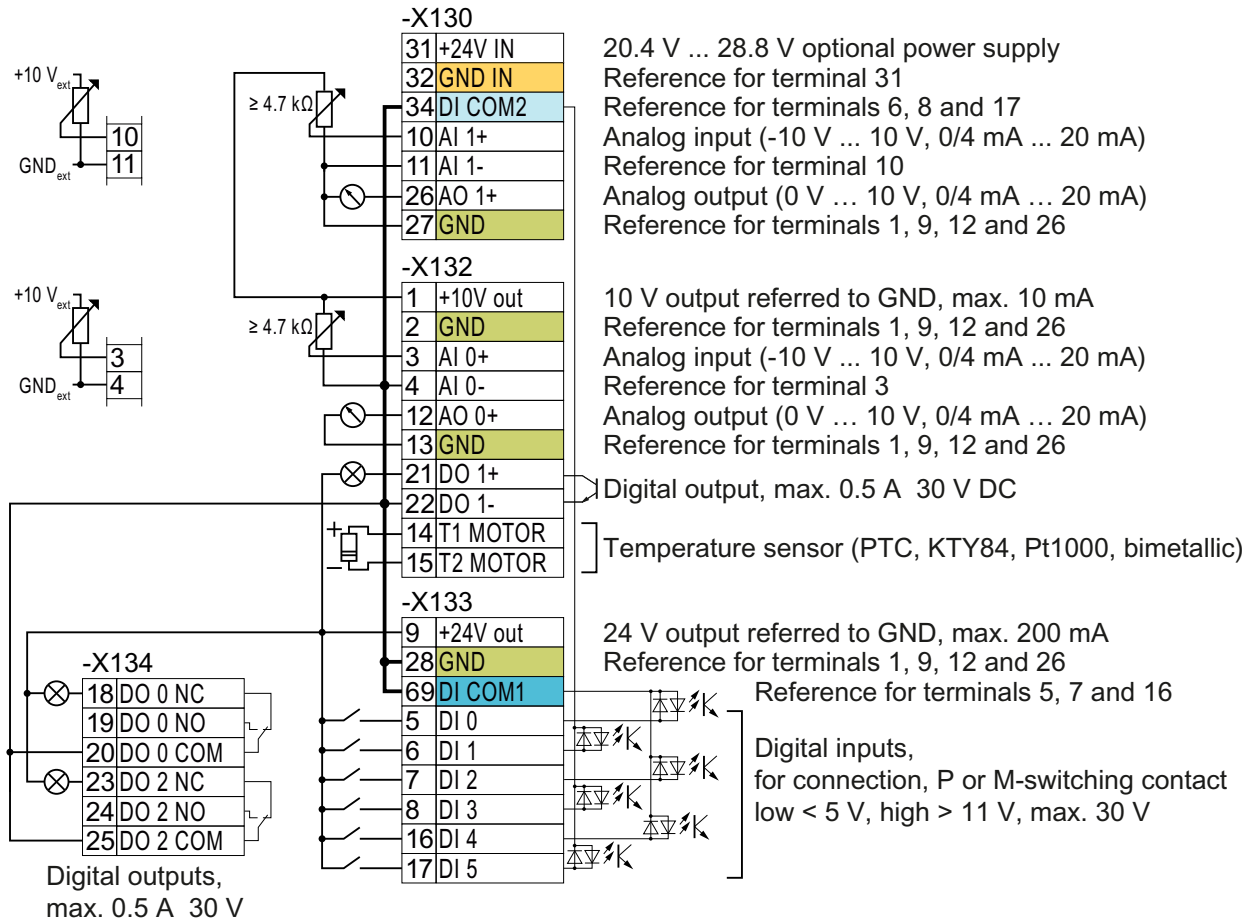 -X130
31 +24V IN 20.4 V ... 28.8 V optional power supply
32 GND IN Reference for terminal 31
34 DI COM2 Reference for terminals 6, 8 and 17
10 AI 1+ Analog input (-10 V ... 10 V, 0/4 mA ... 20 mA)
11 AI 1- Reference for terminal 10
26 AO 1+ Analog output (0 V … 10 V, 0/4 mA … 20 mA)
27 GND Reference for terminals 1, 9, 12 and 26
+10 Vext
10
GNDext 11
≥ 4.7 kΩ
-X132
1 +10V out 10 V output referred to GND, max. 10 mA
2 GND Reference for terminals 1, 9, 12 and 26
3 AI 0+ Analog input (-10 V ... 10 V, 0/4 mA ... 20 mA)
4 AI 0- Reference for terminal 3
12 AO 0+ Analog output (0 V … 10 V, 0/4 mA … 20 mA)
13 GND Reference for terminals 1, 9, 12 and 26
21 DO 1+
22 DO 1-
Digital output, max. 0.5 A 30 V DC
14 T1 MOTOR
15 T2 MOTOR
Temperature sensor (PTC, KTY84, Pt1000, bimetallic)
+
–
+10 Vext
3
GNDext 4
≥ 4.7 kΩ
-X133
9 +24V out 24 V output referred to GND, max. 200 mA
28 GND Reference for terminals 1, 9, 12 and 26
69 DI COM1 Reference for terminals 5, 7 and 16
5 DI 0
6 DI 1
7 DI 2
8 DI 3
16 DI 4
17 DI 5
Digital inputs,
for connection, P or M-switching contact
low < 5 V, high > 11 V, max. 30 V
-X134
18 DO 0 NC
19 DO 0 NO
20 DO 0 COM
23 DO 2 NC
24 DO 2 NO
25 DO 2 COM
Digital outputs,
max. 0.5 A 30 V